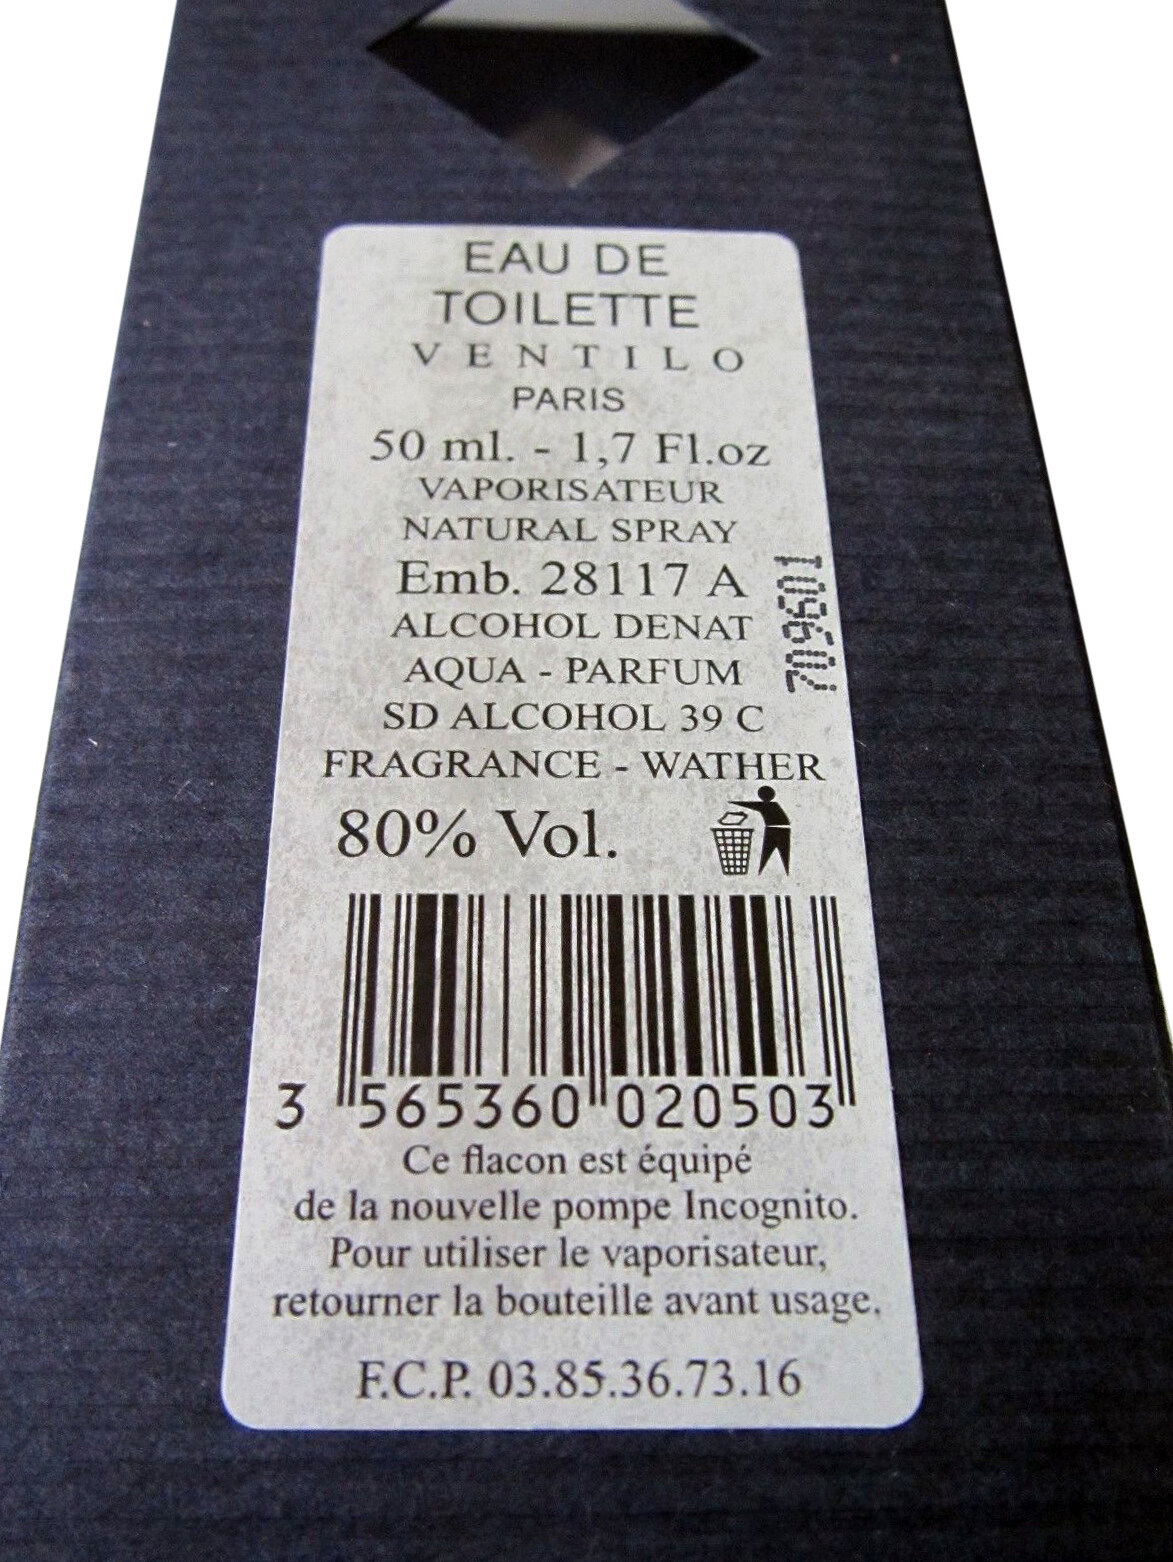 EAU DE
TOILETTE
VENTILO
PARIS
50 ml. - 1,7 Fl.oz
VAPORISATEUR
NATURAL SPRAY
Emb. 28117 A
ALCOHOL DENAT
AQUA - PARFUM
SD ALCOHOL 39 C
FRAGRANCE - WATHER
80% Vol.
3 565360 020503
Ce flacon est équipé
de la nouvelle pompe Incognito.
Pour utiliser le vaporisateur,
retourner la bouteille avant usage.
F.C.P. 03.85.36.73.16